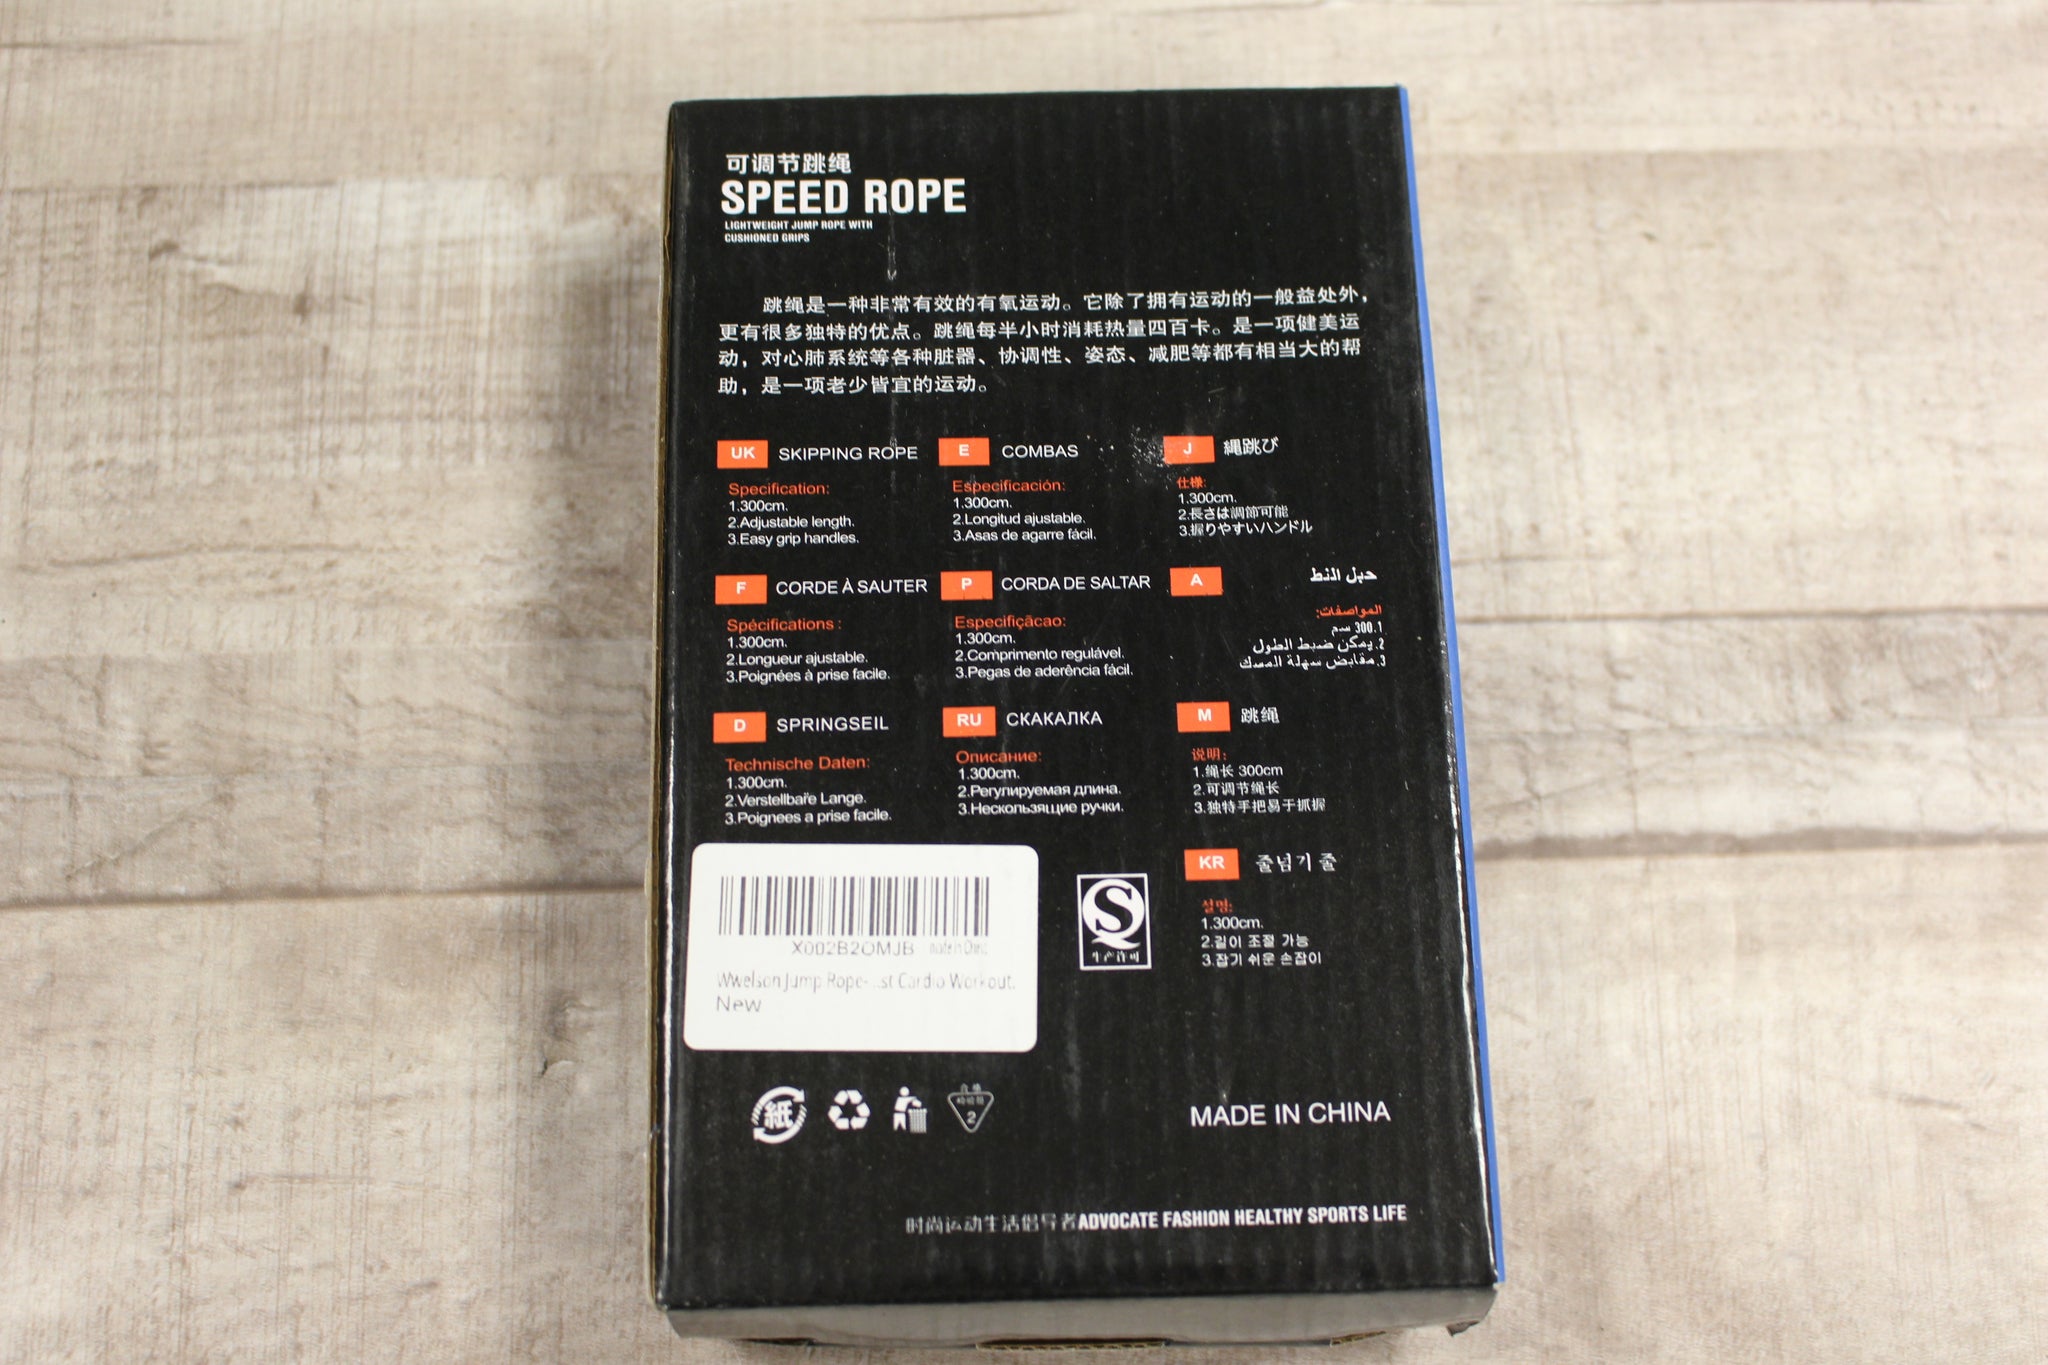 可调节跳绳
SPEED ROPE
LIGHTWEIGHT JUMP ROPE WITH
CUSHIONED GRIPS
跳绳是一种非常有效的有氧运动。它除了拥有运动的一般益处外，
更有很多独特的优点。跳绳每半小时消耗热量四百卡。是一项健美运
动，对心肺系统等各种脏器、协调性、姿态、减肥等都有相当大的帮
助，是一项老少皆宜的运动。
UK SKIPPING ROPE
Specification:
1.300cm.
2.Adjustable length.
3.Easy grip handles.
E COMBAS
Especificación:
1.300cm.
2.Longitud ajustable.
3.Asas de agarre fácil.
J 縄跳び
仕様:
1.300cm.
2.長さは調節可能
3.握りやすいハンドル
F CORDE À SAUTER
Spécifications :
1.300cm.
2.Longueur ajustable.
3.Poignées à prise facile.
P CORDA DE SALTAR
Especifiçãcao:
1.300cm.
2.Comprimento regulável.
3.Pegas de aderência fácil.
A حبل النط
المواصفات:
1.300 سم
2.يمكن ضبط الطول
3.مقابض سهلة المسك
D SPRINGSEIL
Technische Daten:
1.300cm.
2.Verstellbar̈e Lange.
3.Poignees a prise facile.
RU СКАКАЛКА
Описание:
1.300cm.
2.Регулируемая длина.
3.Нескользящие ручки.
M 跳绳
说明:
1.绳长 300cm
2.可调节绳长
3.独特手把易于抓握
KR 줄넘기 줄
설명:
1.300cm.
2.길이 조절 가능
3.잡기 쉬운 손잡이
X002B2OMJB made in China
Wwelson Jump Rope-...st Cardio Workout.
New
S
生产许可
紙
2
MADE IN CHINA
时尚运动生活倡导者ADVOCATE FASHION HEALTHY SPORTS LIFE